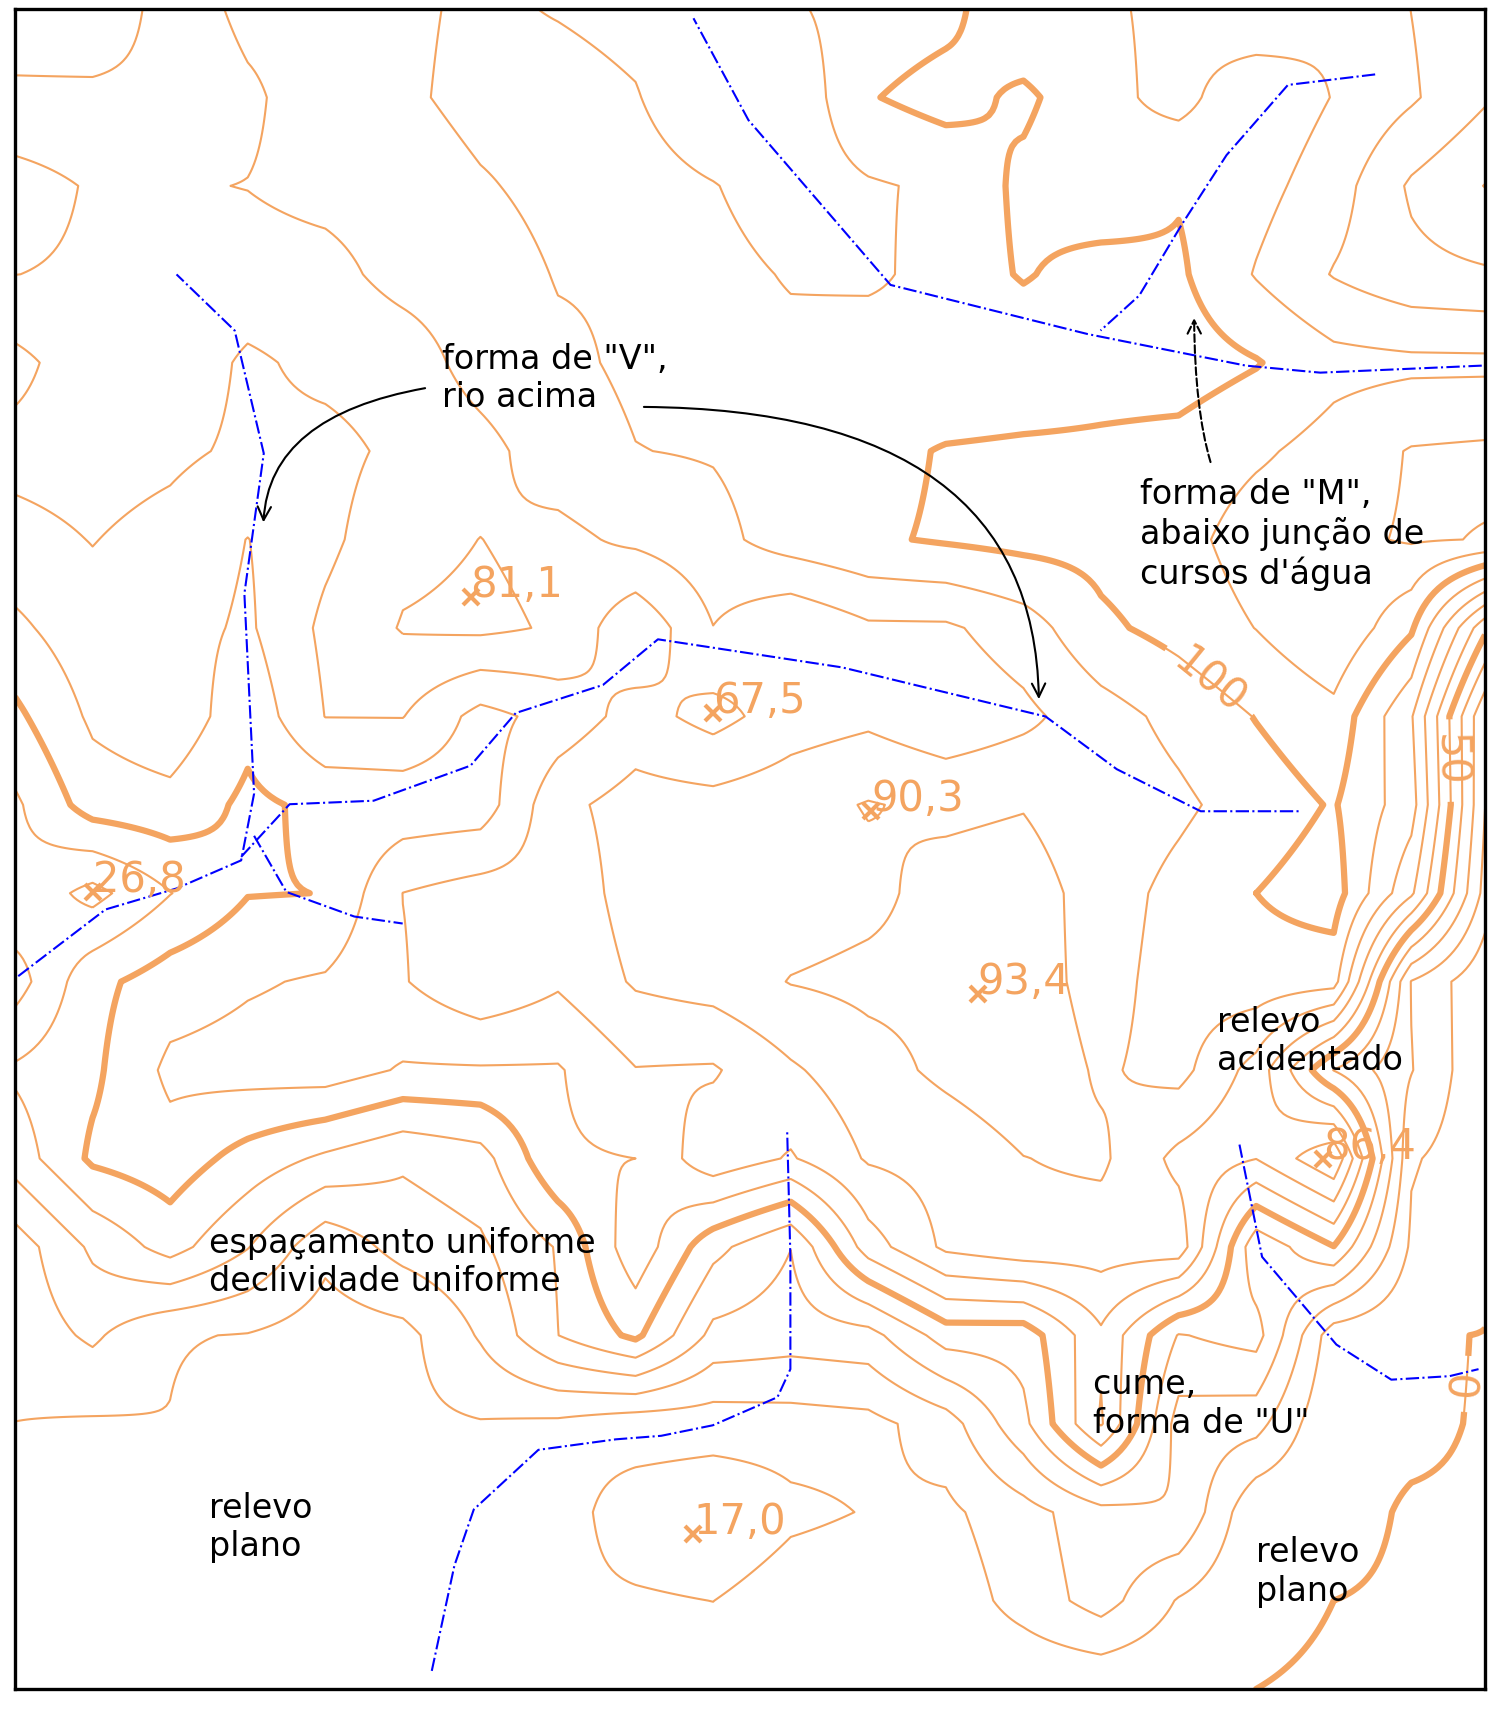 forma de "V",
rio acima
forma de "M",
abaixo junção de
cursos d'água
81,1
100
67,5
50
90,3
26,8
93,4
relevo
acidentado
86,4
espaçamento uniforme
declividade uniforme
cume,
forma de "U"
0
relevo
plano
17,0
relevo
plano